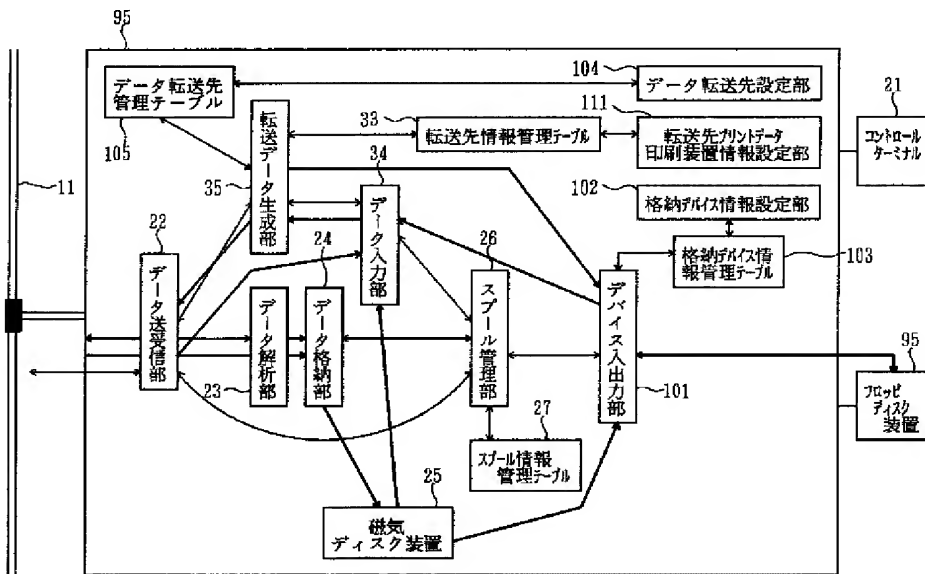 95
データ転送先
管理テーブル
105
104
データ転送先設定部
21
コントロール
ターミナル
33
転送先情報管理テーブル
111
転送先プリントデータ
印刷装置情報設定部
35
転送データ生成部
34
データ入力部
102
格納デバイス情報設定部
格納デバイス情
報管理テーブル
103
11
22
データ送受信部
23
データ解析部
24
データ格納部
26
スプール管理部
デバイス入出力部
101
95
フロッピ
ディスク
装置
27
スプール情報
管理テーブル
25
磁気
ディスク装置